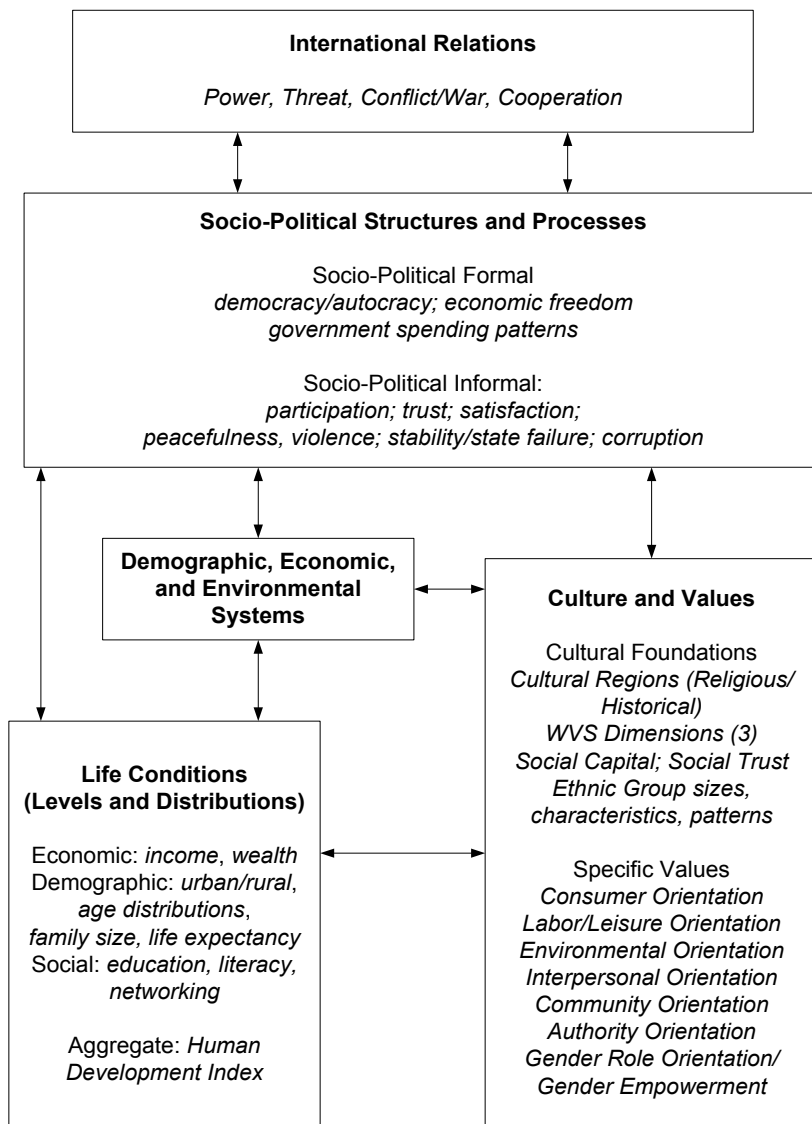 International Relations
Power, Threat, Conflict/War, Cooperation
Socio-Political Structures and Processes
Socio-Political Formal
democracy/autocracy; economic freedom
government spending patterns
Socio-Political Informal:
participation; trust; satisfaction;
peacefulness, violence; stability/state failure; corruption
Demographic, Economic,
and Environmental
Systems
Life Conditions
(Levels and Distributions)
Economic: income, wealth
Demographic: urban/rural,
age distributions,
family size, life expectancy
Social: education, literacy,
networking
Aggregate: Human
Development Index
Culture and Values
Cultural Foundations
Cultural Regions (Religious/
Historical)
WVS Dimensions (3)
Social Capital; Social Trust
Ethnic Group sizes,
characteristics, patterns
Specific Values
Consumer Orientation
Labor/Leisure Orientation
Environmental Orientation
Interpersonal Orientation
Community Orientation
Authority Orientation
Gender Role Orientation/
Gender Empowerment